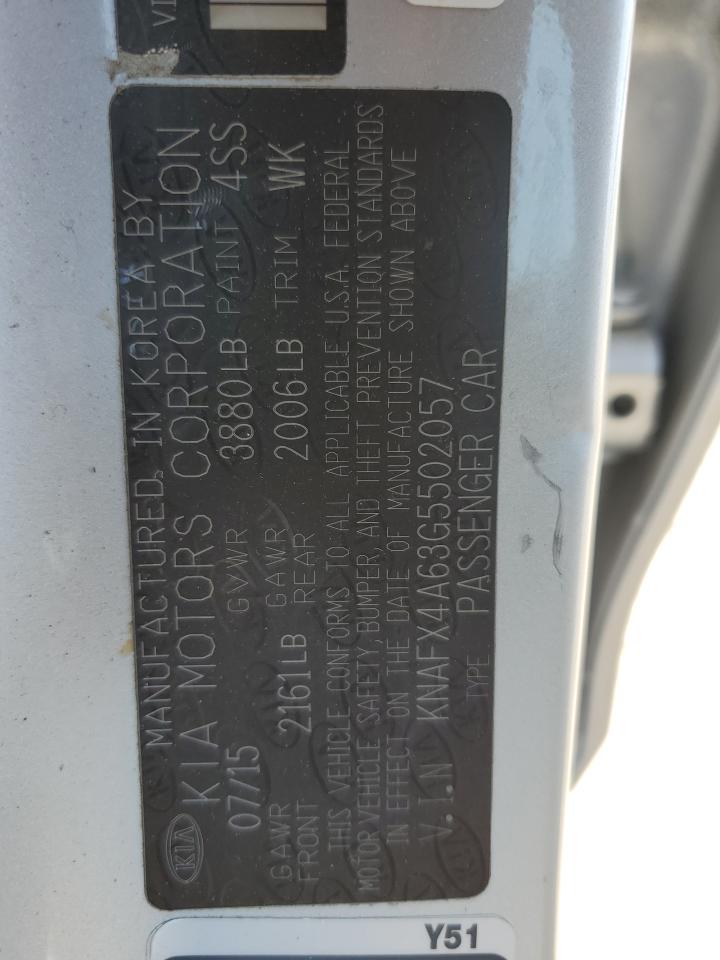 VI
MANUFACTURED IN KOREA BY
KIA KIA MOTORS CORPORATION
07/15 GVWR 3880LB PAINT 4SS
GAWR FRONT 2161LB GAWR REAR 2006LB TRIM WK
THIS VEHICLE CONFORMS TO ALL APPLICABLE U.S.A. FEDERAL
MOTOR VEHICLE SAFETY, BUMPER, AND THEFT PREVENTION STANDARDS
IN EFFECT ON THE DATE OF MANUFACTURE SHOWN ABOVE
V.I.N KNAFX4A63G5502057
TYPE PASSENGER CAR
Y51